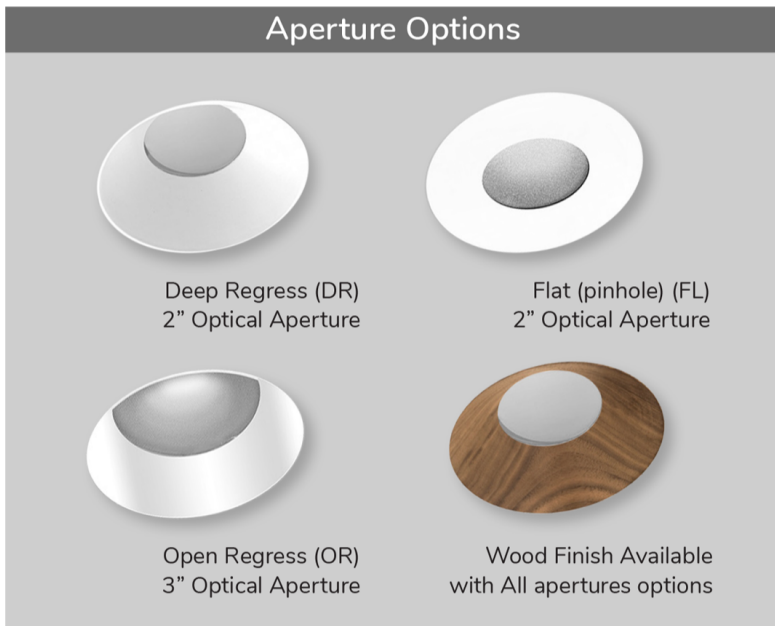 Aperture Options
Deep Regress (DR)
2” Optical Aperture
Flat (pinhole) (FL)
2” Optical Aperture
Open Regress (OR)
3” Optical Aperture
Wood Finish Available
with All apertures options